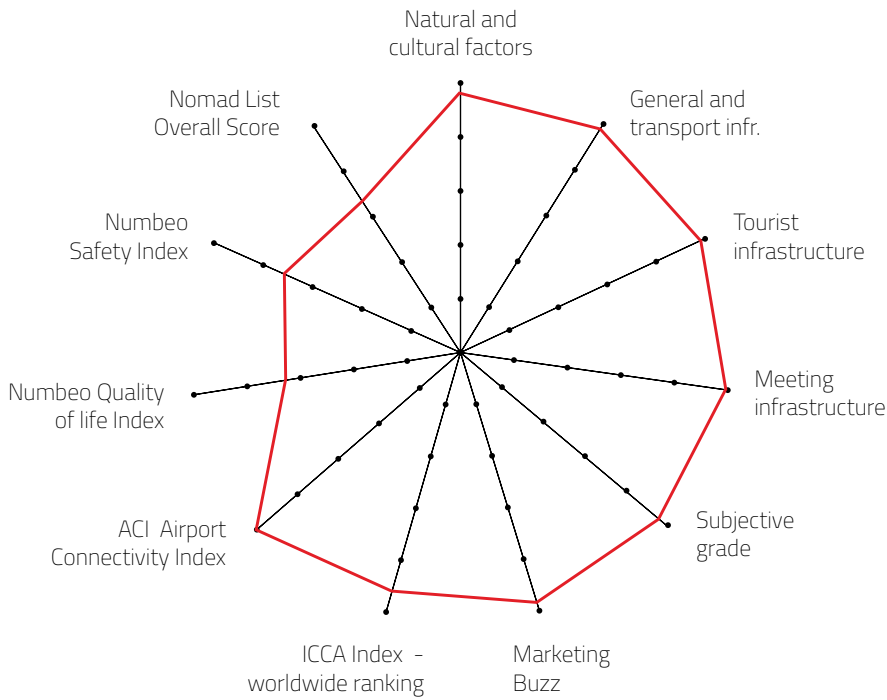 Natural and
cultural factors
General and
transport infr.
Tourist
infrastructure
Meeting
infrastructure
Subjective
grade
Marketing
Buzz
ICCA Index -
worldwide ranking
ACI Airport
Connectivity Index
Numbeo Quality
of life Index
Numbeo
Safety Index
Nomad List
Overall Score